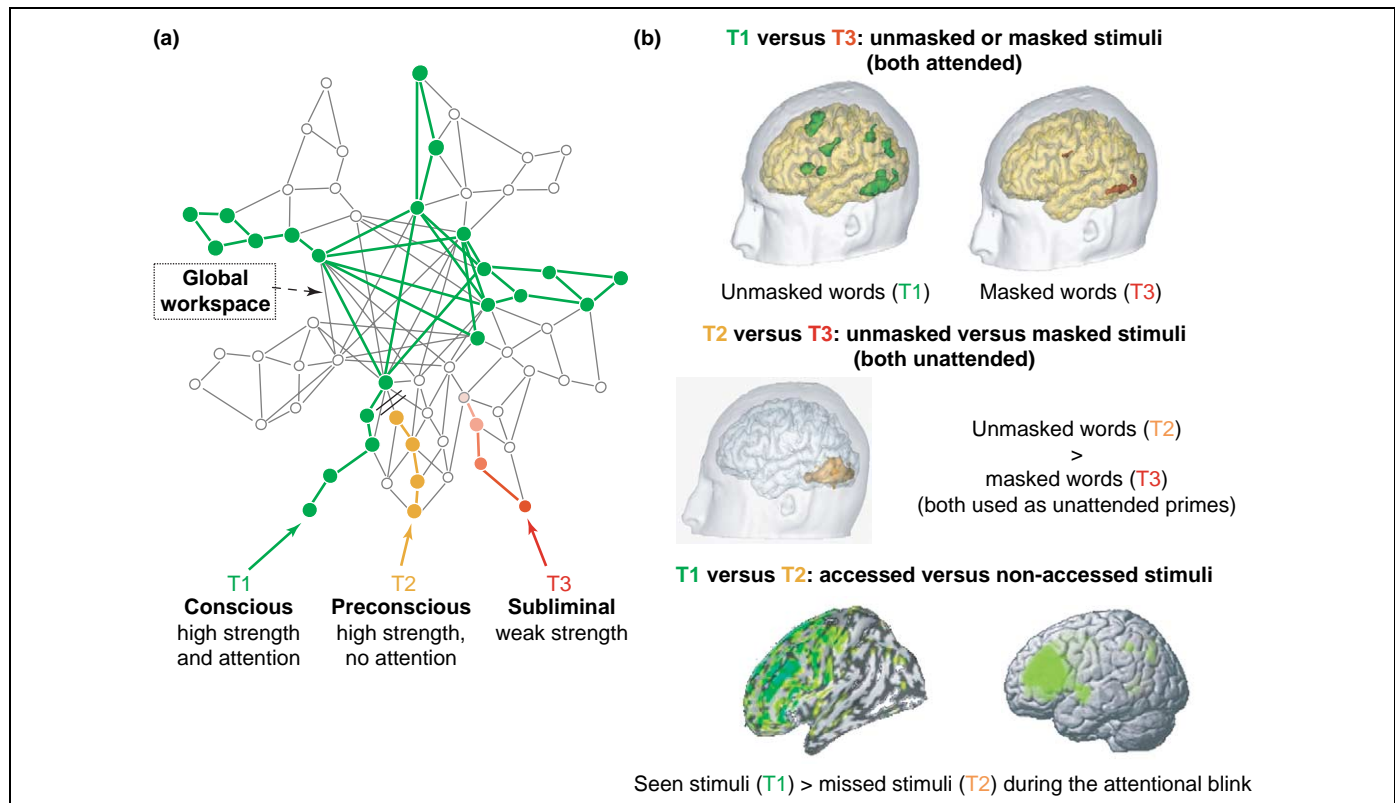 (a)
Global
workspace
T1
Conscious
high strength
and attention
T2
Preconscious
high strength,
no attention
T3
Subliminal
weak strength
(b)
T1 versus T3: unmasked or masked stimuli
(both attended)
Unmasked words (T1)
Masked words (T3)
T2 versus T3: unmasked versus masked stimuli
(both unattended)
Unmasked words (T2)
>
masked words (T3)
(both used as unattended primes)
T1 versus T2: accessed versus non-accessed stimuli
Seen stimuli (T1) > missed stimuli (T2) during the attentional blink